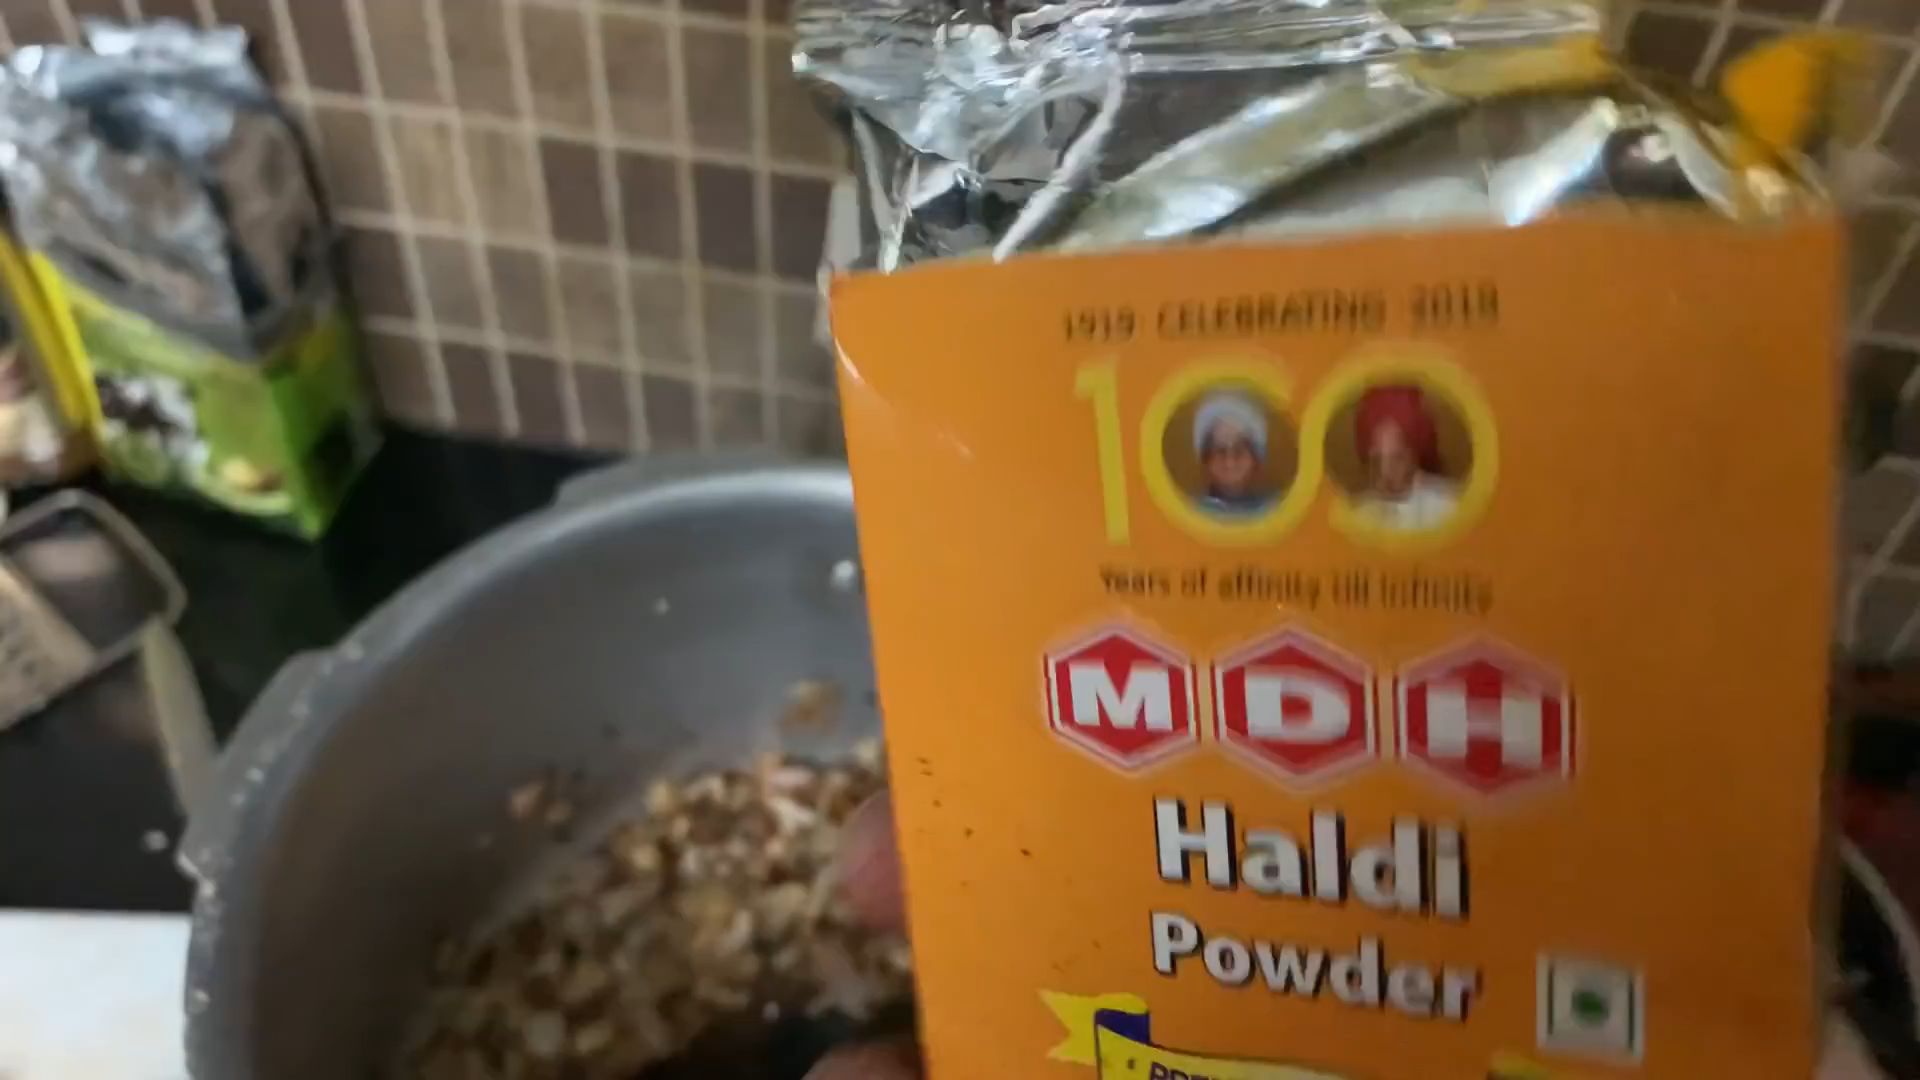 1919 CELEBRATING 2018
100
Years of affinity till infinity
MDH
Haldi
Powder